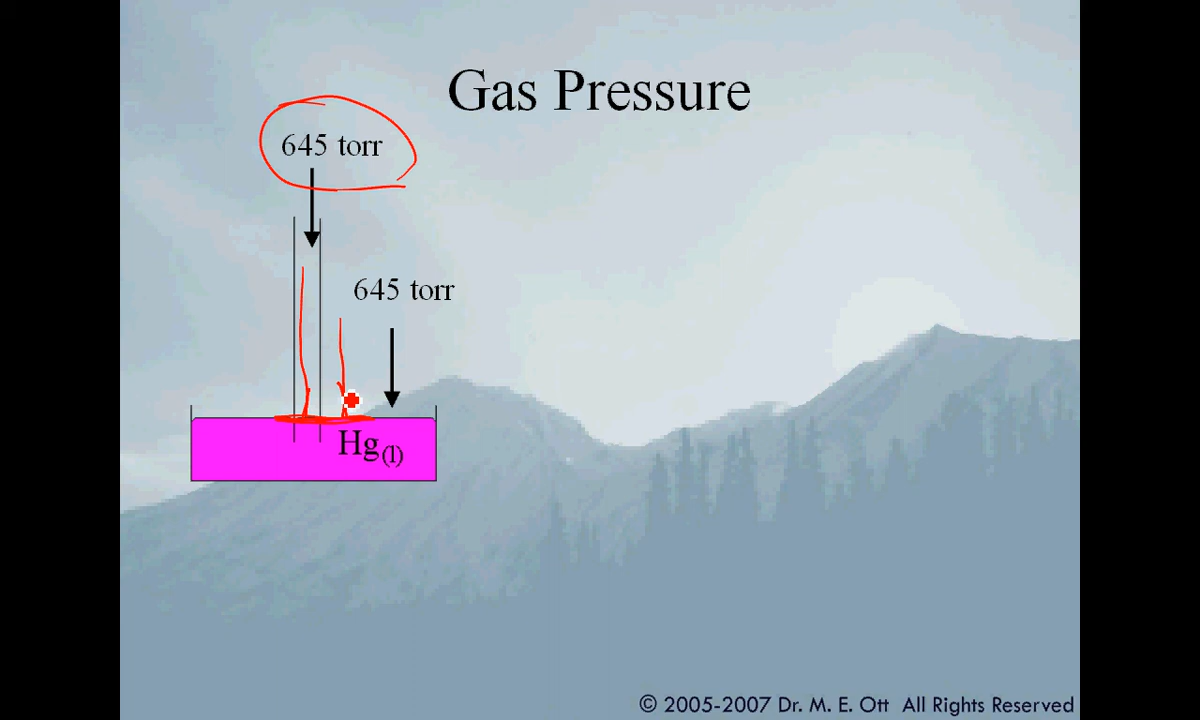 Gas Pressure
645 torr
645 torr
Hg(l)
© 2005-2007 Dr. M. E. Ott All Rights Reserved